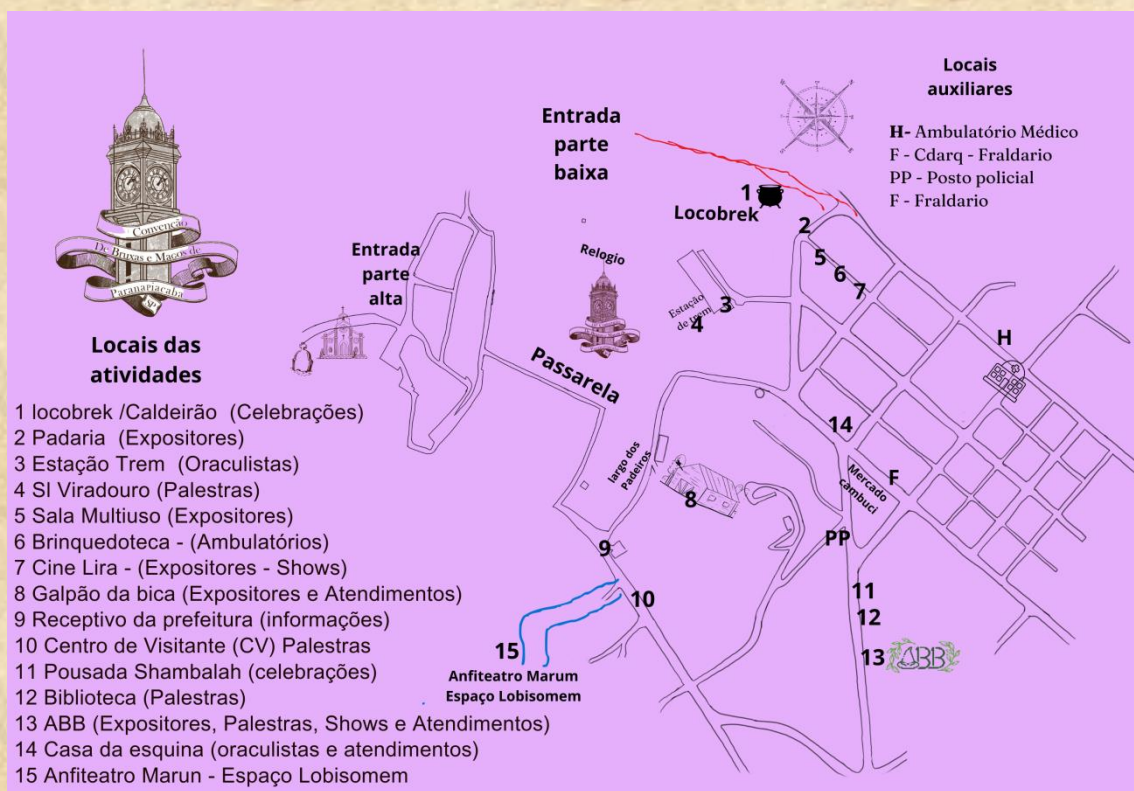 Convenção
De Bruxas e Magos de
Paranapiacaba
SP
Locais das
atividades
1 locobrek /Caldeirão (Celebrações)
2 Padaria (Expositores)
3 Estação Trem (Oraculistas)
4 Sl Viradouro (Palestras)
5 Sala Multiuso (Expositores)
6 Brinquedoteca - (Ambulatórios)
7 Cine Lira - (Expositores - Shows)
8 Galpão da bica (Expositores e Atendimentos)
9 Receptivo da prefeitura (informações)
10 Centro de Visitante (CV) Palestras
11 Pousada Shambalah (celebrações)
12 Biblioteca (Palestras)
13 ABB (Expositores, Palestras, Shows e Atendimentos)
14 Casa da esquina (oraculistas e atendimentos)
15 Anfiteatro Marun - Espaço Lobisomem
Entrada
parte
alta
Entrada
parte
baixa
1
Locobrek
2
5
6
7
Relogio
Estação
de trem
3
4
Passarela
largo dos
Padeiros
8
9
10
15
Anfiteatro Marum
Espaço Lobisomem
14
Mercado
cambuci
F
H
PP
11
12
13
ABB
Locais
auxiliares
H- Ambulatório Médico
F - Cdarq - Fraldario
PP - Posto policial
F - Fraldario